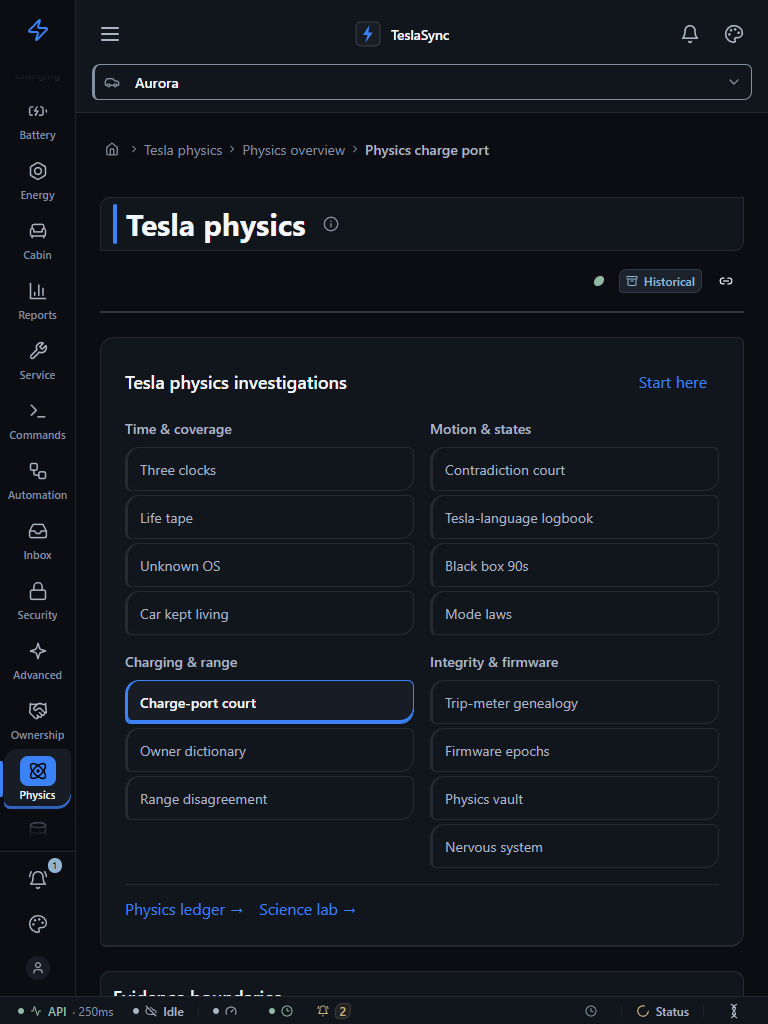 TeslaSync
Aurora
Charging
Battery
Energy
Cabin
Reports
Service
Commands
Automation
Inbox
Security
Advanced
Ownership
Physics
1
Tesla physics > Physics overview > Physics charge port
Tesla physics
Historical
Tesla physics investigations
Start here
Time & coverage
Three clocks
Life tape
Unknown OS
Car kept living
Motion & states
Contradiction court
Tesla-language logbook
Black box 90s
Mode laws
Charging & range
Charge-port court
Owner dictionary
Range disagreement
Integrity & firmware
Trip-meter genealogy
Firmware epochs
Physics vault
Nervous system
Physics ledger → Science lab →
Evidence boundaries
API · 250ms
Idle
2
Status